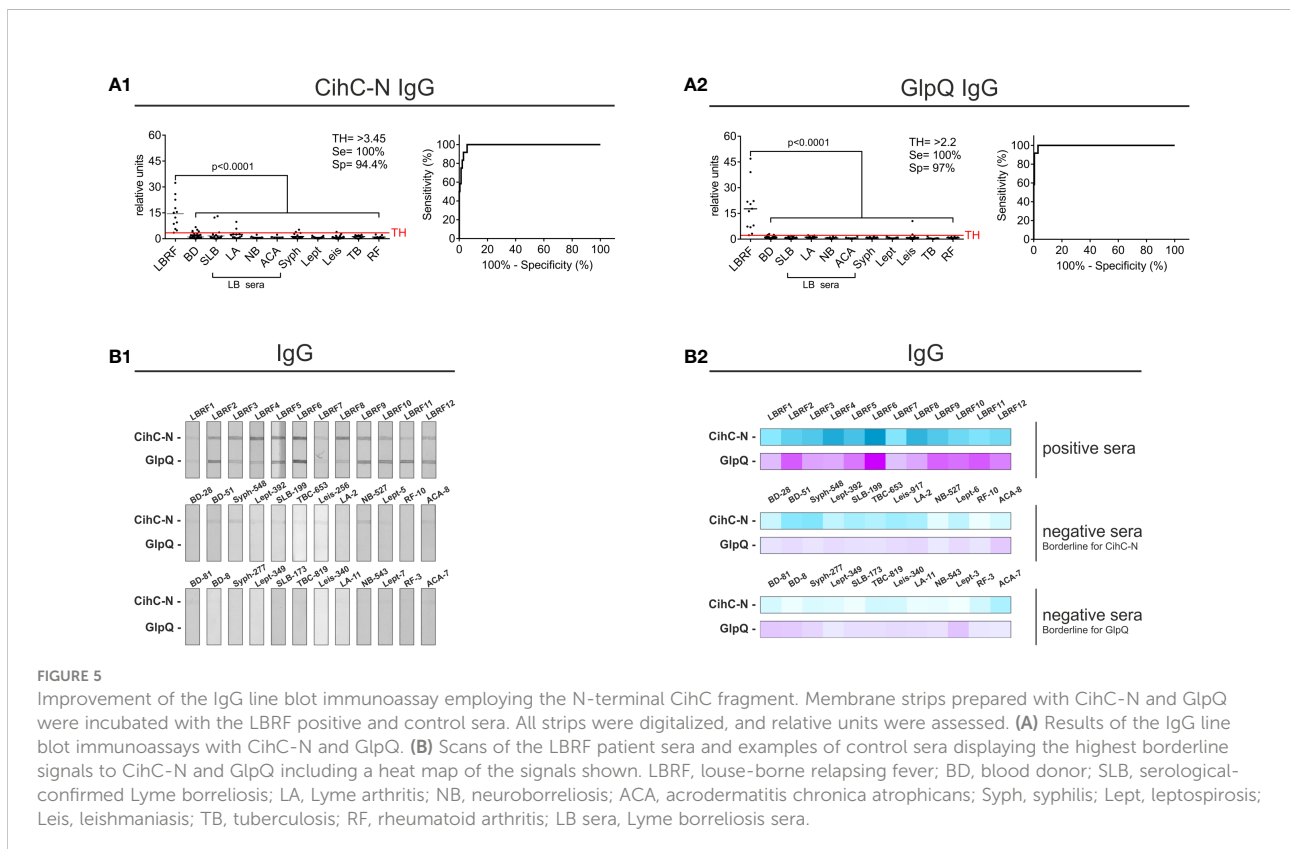 A1
CihC-N IgG
60
45
30
15
0
relative units
p<0.0001
TH= >3.45
Se= 100%
Sp= 94.4%
TH
LBRF
BD
SLB
LA
NB
ACA
Syph
Lept
Leis
TB
RF
LB sera
100
80
60
40
20
0
Sensitivity (%)
0 20 40 60 80 100
100% - Specificity (%)
A2
GlpQ IgG
60
45
30
15
0
relative units
p<0.0001
TH= >2.2
Se= 100%
Sp= 97%
TH
LBRF
BD
SLB
LA
NB
ACA
Syph
Lept
Leis
TB
RF
LB sera
100
80
60
40
20
0
Sensitivity (%)
0 20 40 60 80 100
100% - Specificity (%)
B1
IgG
LBRF1 LBRF2 LBRF3 LBRF4 LBRF5 LBRF6 LBRF7 LBRF8 LBRF9 LBRF10 LBRF11 LBRF12
CihC-N -
GlpQ -
BD-28 BD-51 Syph-548 Lept-392 SLB-199 TBC-653 Leis-256 LA-2 NB-527 Lept-5 RF-10 ACA-8
CihC-N -
GlpQ -
BD-81 BD-8 Syph-277 Lept-349 SLB-173 TBC-819 Leis-340 LA-11 NB-543 Lept-7 RF-3 ACA-7
CihC-N -
GlpQ -
B2
IgG
LBRF1 LBRF2 LBRF3 LBRF4 LBRF5 LBRF6 LBRF7 LBRF8 LBRF9 LBRF10 LBRF11 LBRF12
CihC-N -
GlpQ -
positive sera
BD-28 BD-51 Syph-548 Lept-392 SLB-199 TBC-653 Leis-917 LA-2 NB-527 Lept-6 RF-10 ACA-8
CihC-N -
GlpQ -
negative sera
Borderline for CihC-N
BD-81 BD-8 Syph-277 Lept-349 SLB-173 TBC-819 Leis-340 LA-11 NB-543 Lept-3 RF-3 ACA-7
CihC-N -
GlpQ -
negative sera
Borderline for GlpQ
FIGURE 5
Improvement of the IgG line blot immunoassay employing the N-terminal CihC fragment. Membrane strips prepared with CihC-N and GlpQ
were incubated with the LBRF positive and control sera. All strips were digitalized, and relative units were assessed. (A) Results of the IgG line
blot immunoassays with CihC-N and GlpQ. (B) Scans of the LBRF patient sera and examples of control sera displaying the highest borderline
signals to CihC-N and GlpQ including a heat map of the signals shown. LBRF, louse-borne relapsing fever; BD, blood donor; SLB, serological-
confirmed Lyme borreliosis; LA, Lyme arthritis; NB, neuroborreliosis; ACA, acrodermatitis chronica atrophicans; Syph, syphilis; Lept, leptospirosis;
Leis, leishmaniasis; TB, tuberculosis; RF, rheumatoid arthritis; LB sera, Lyme borreliosis sera.